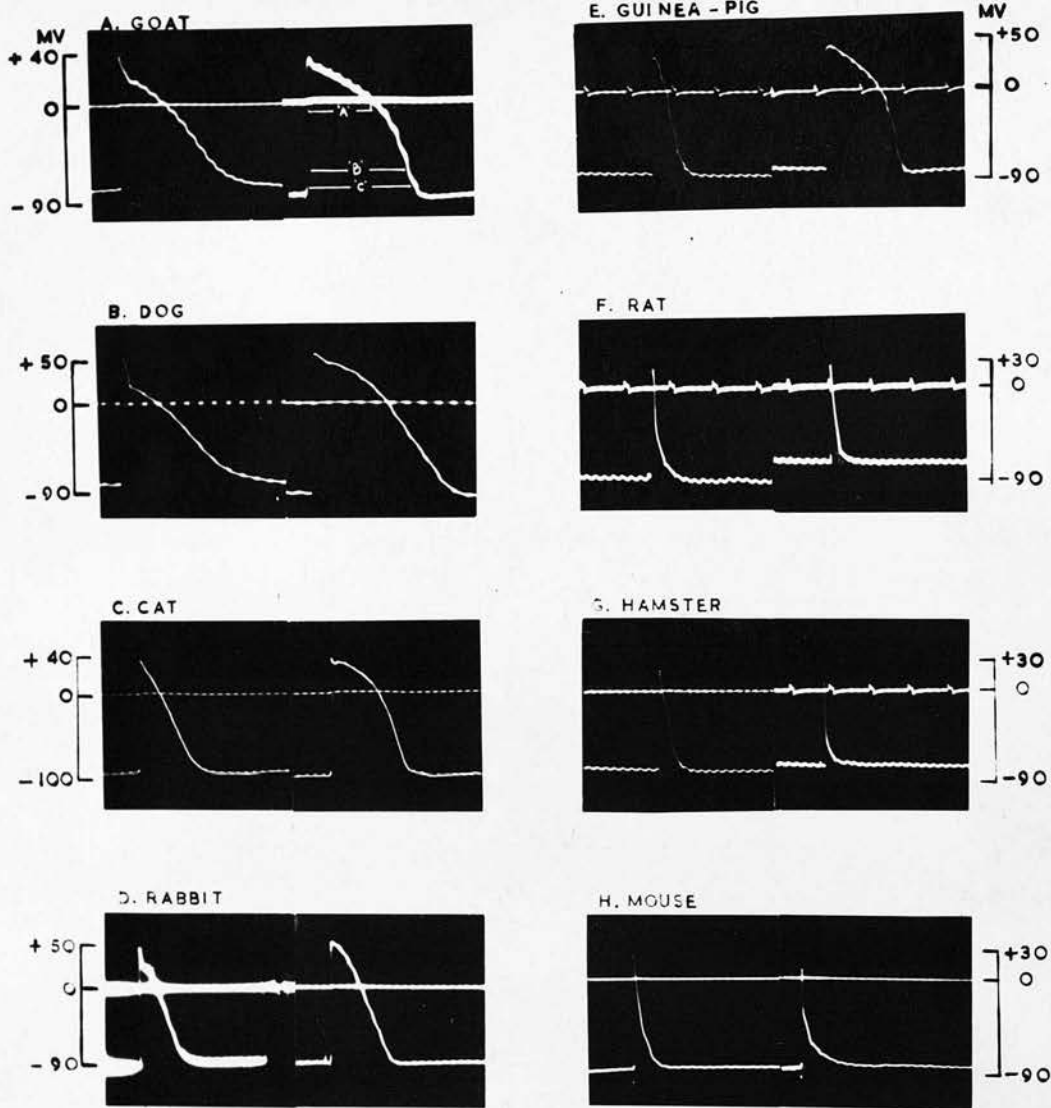 A. GOAT
MV
+40
0
-90
'A'
'B'
'C'
B. DOG
+50
0
-90
C. CAT
+40
0
-100
D. RABBIT
+50
0
-90
E. GUINEA-PIG
MV
+50
0
-90
F. RAT
+30
0
-90
G. HAMSTER
+30
0
-90
H. MOUSE
+30
0
-90